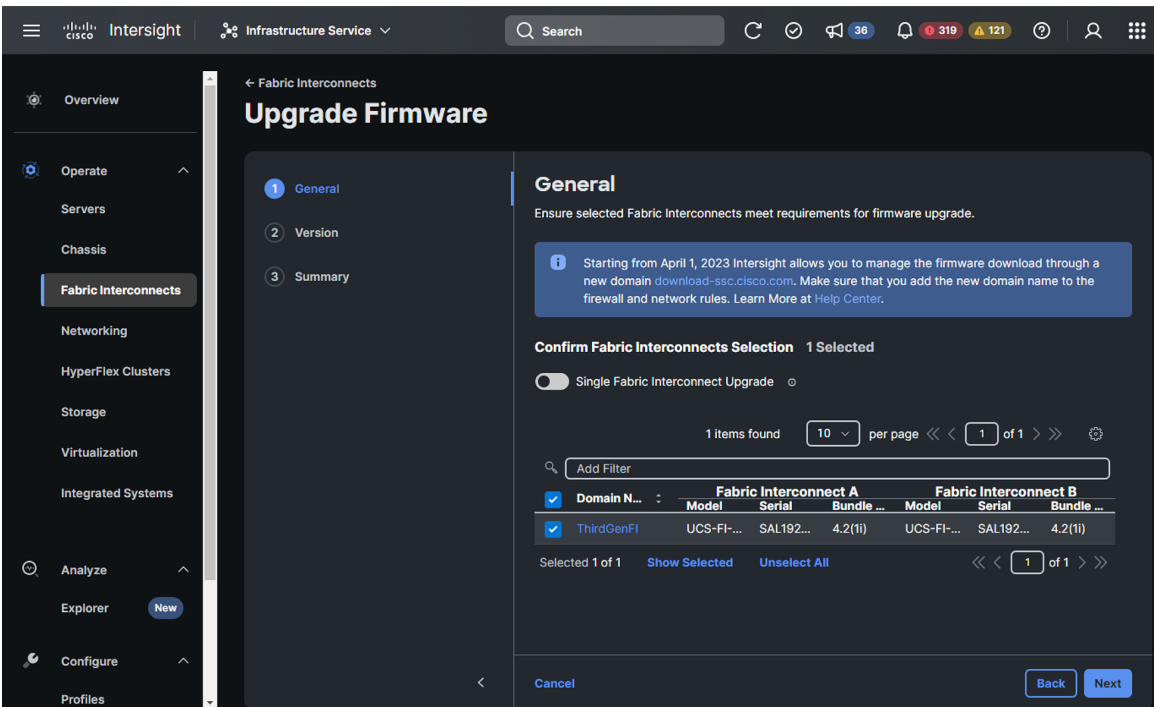 cisco Intersight Infrastructure Service Search 36 319 121
Overview
Operate
Servers
Chassis
Fabric Interconnects
Networking
HyperFlex Clusters
Storage
Virtualization
Integrated Systems
Analyze
Explorer New
Configure
Profiles
← Fabric Interconnects
Upgrade Firmware
1 General
2 Version
3 Summary
General
Ensure selected Fabric Interconnects meet requirements for firmware upgrade.
Starting from April 1, 2023 Intersight allows you to manage the firmware download through a
new domain download-ssc.cisco.com. Make sure that you add the new domain name to the
firewall and network rules. Learn More at Help Center.
Confirm Fabric Interconnects Selection 1 Selected
Single Fabric Interconnect Upgrade
1 items found 10 per page 1 of 1
Add Filter
Domain N... Fabric Interconnect A Fabric Interconnect B
Model Serial Bundle ... Model Serial Bundle ...
ThirdGenFI UCS-FI-... SAL192... 4.2(1i) UCS-FI-... SAL192... 4.2(1i)
Selected 1 of 1 Show Selected Unselect All 1 of 1
Cancel Back Next